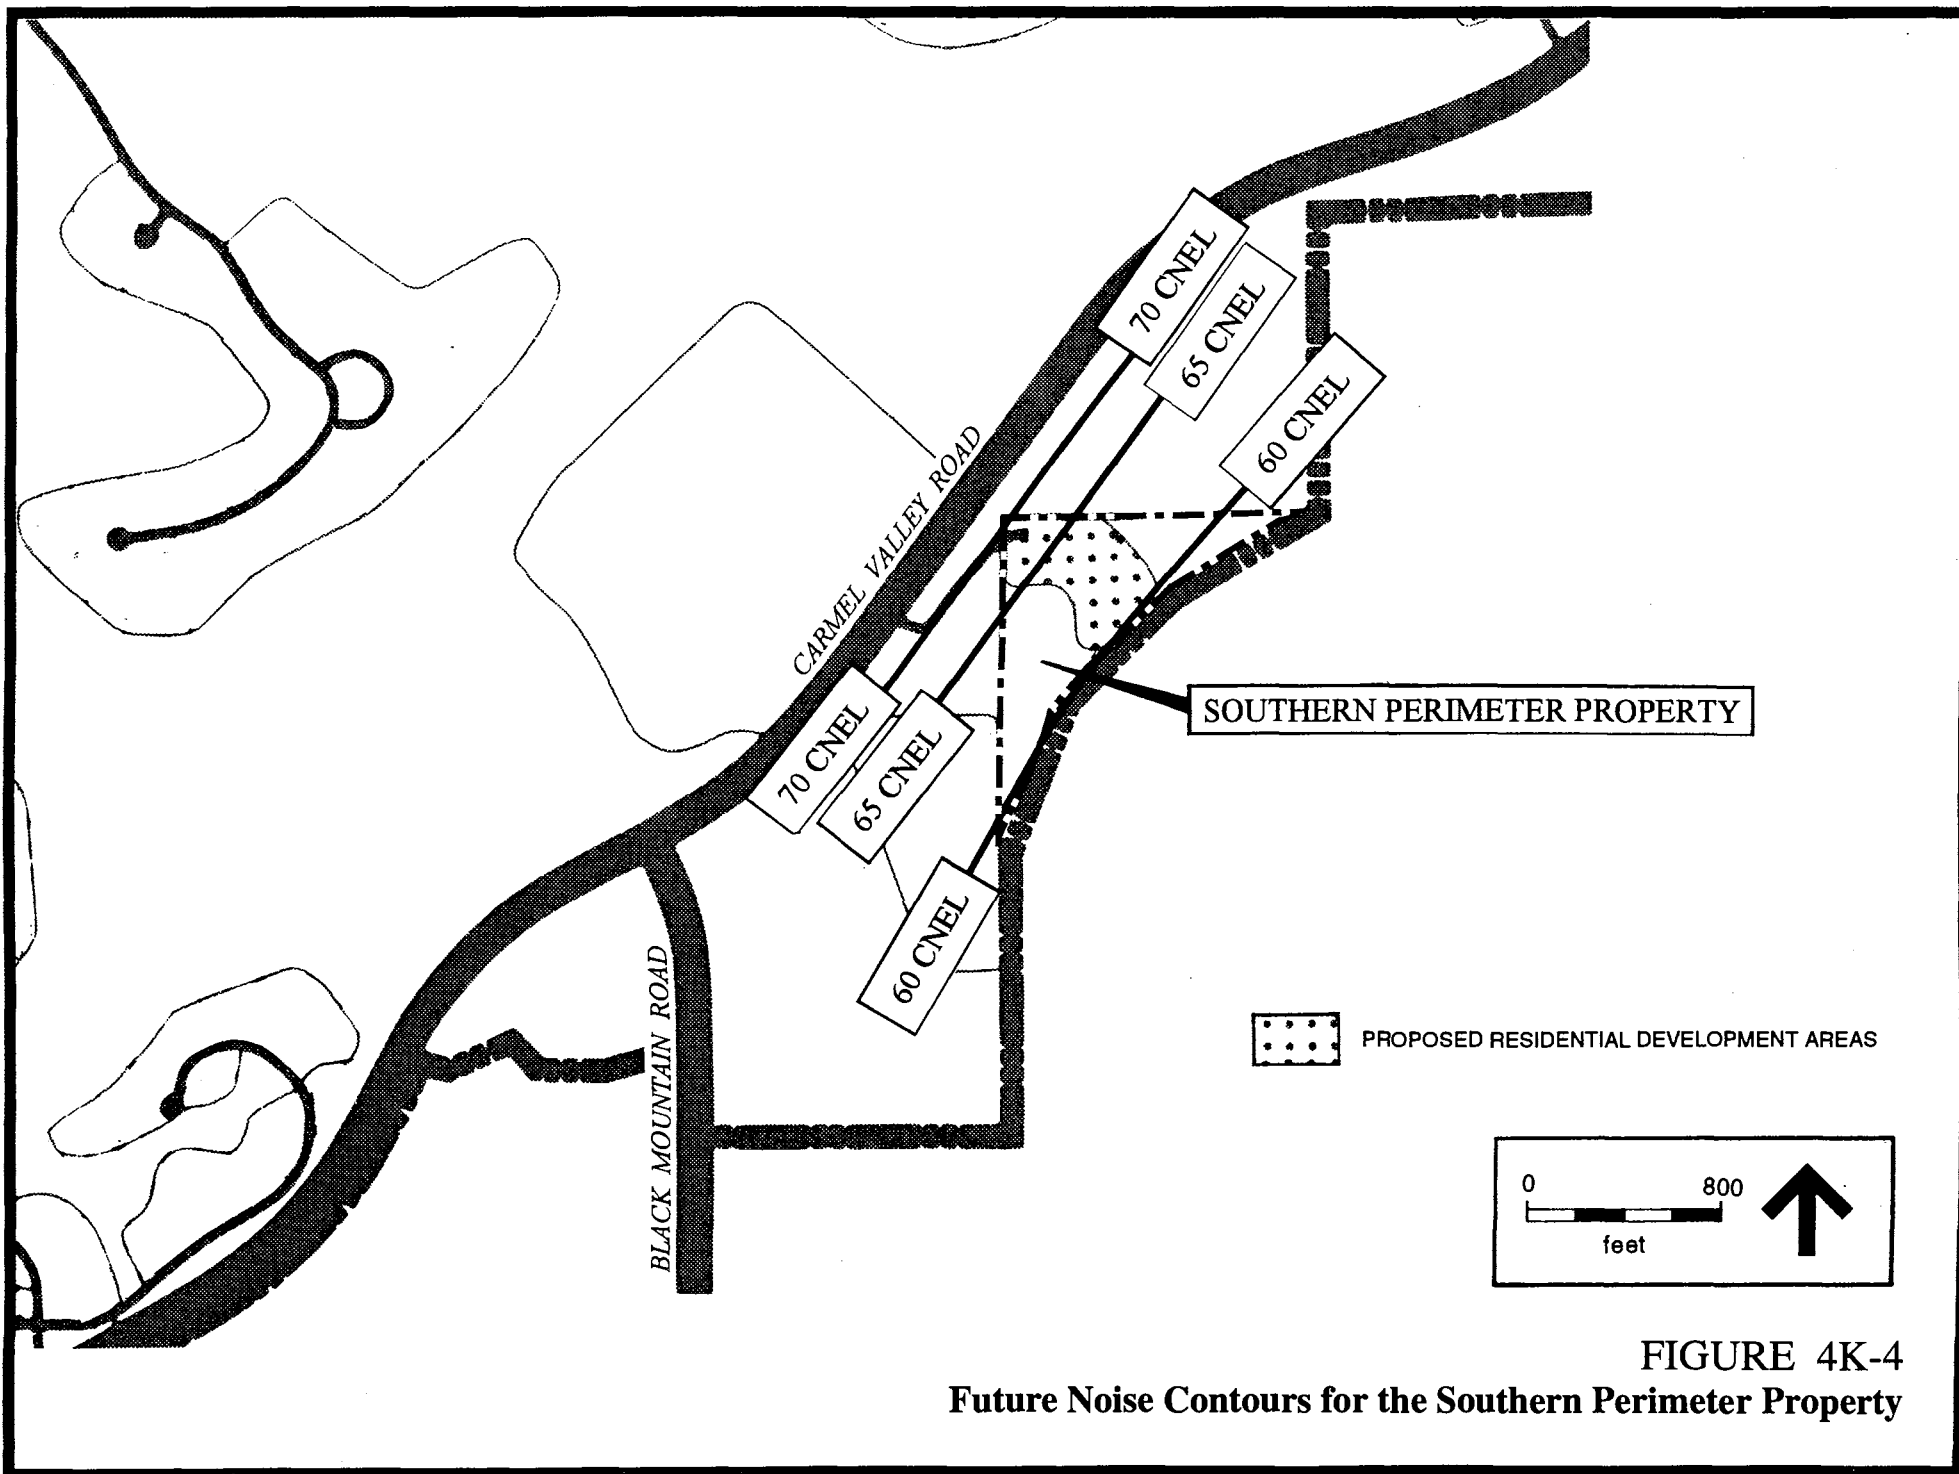 70 CNEL
65 CNEL
60 CNEL
CARMEL VALLEY ROAD
70 CNEL
65 CNEL
60 CNEL
SOUTHERN PERIMETER PROPERTY
BLACK MOUNTAIN ROAD
PROPOSED RESIDENTIAL DEVELOPMENT AREAS
0 800
feet
FIGURE 4K-4
Future Noise Contours for the Southern Perimeter Property